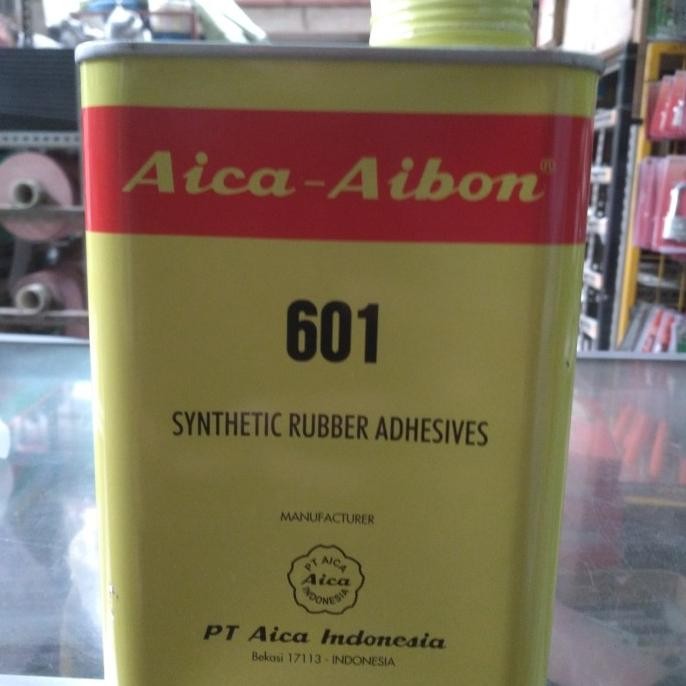 Aica-Aibon®
601
SYNTHETIC RUBBER ADHESIVES
MANUFACTURER
PT AICA
Aica
INDONESIA
PT Aica Indonesia
Bekasi 17113 - INDONESIA